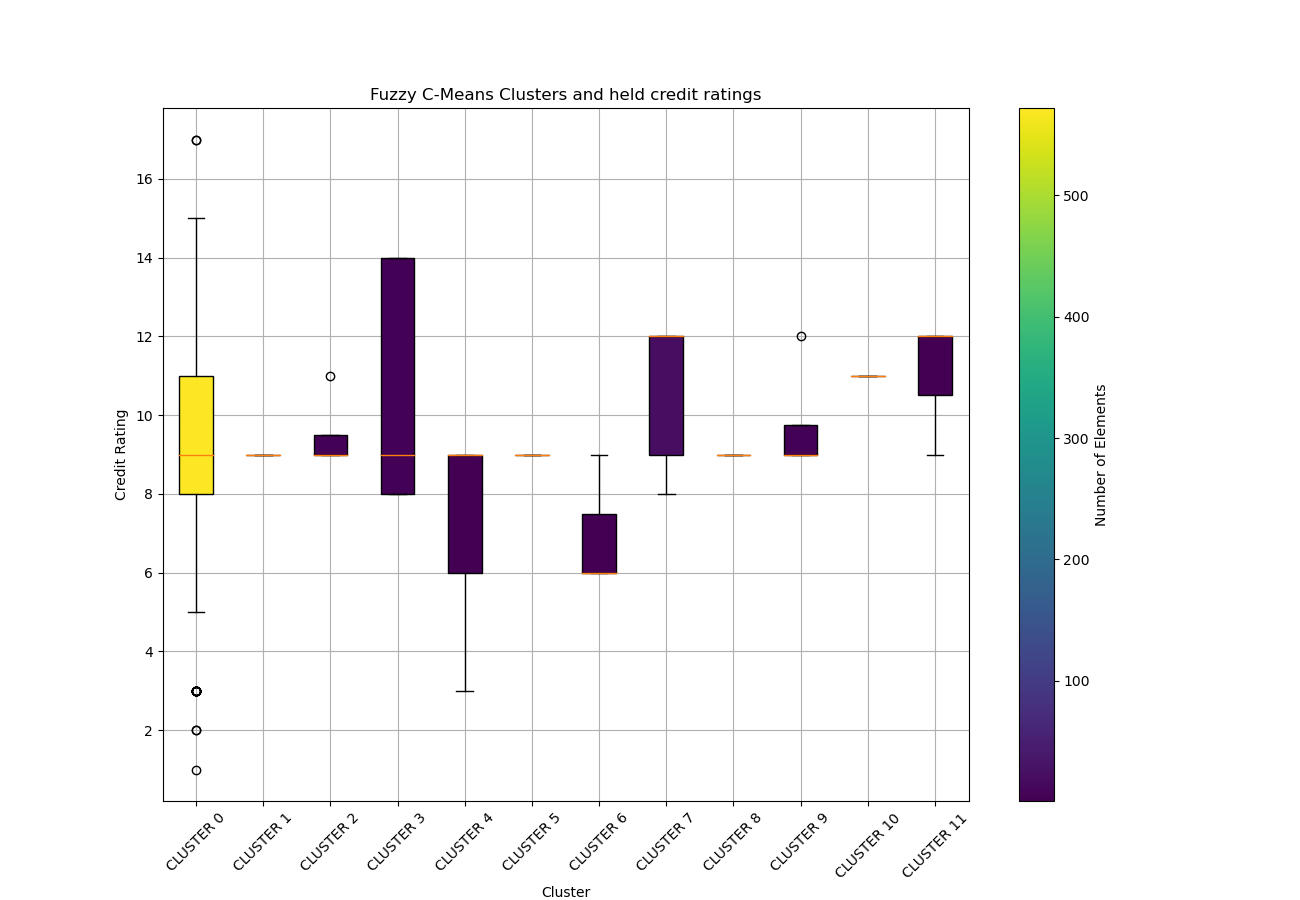 Fuzzy C-Means Clusters and held credit ratings
16
14
12
10
8
6
4
2
Credit Rating
CLUSTER 0
CLUSTER 1
CLUSTER 2
CLUSTER 3
CLUSTER 4
CLUSTER 5
CLUSTER 6
CLUSTER 7
CLUSTER 8
CLUSTER 9
CLUSTER 10
CLUSTER 11
Cluster
500
400
300
200
100
Number of Elements